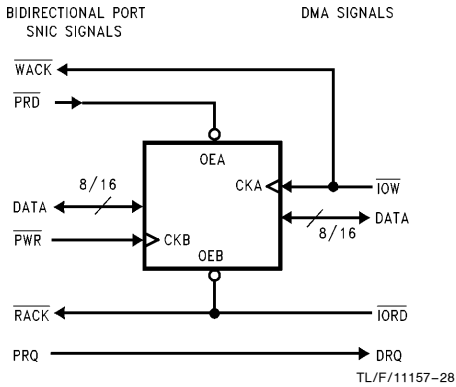 BIDIRECTIONAL PORT
SNIC SIGNALS
DMA SIGNALS
WACK
PRD
OEA
8/16
CKA
IOW
DATA
DATA
8/16
PWR
CKB
OEB
RACK
IORD
PRQ
DRQ
TL/F/11157-28